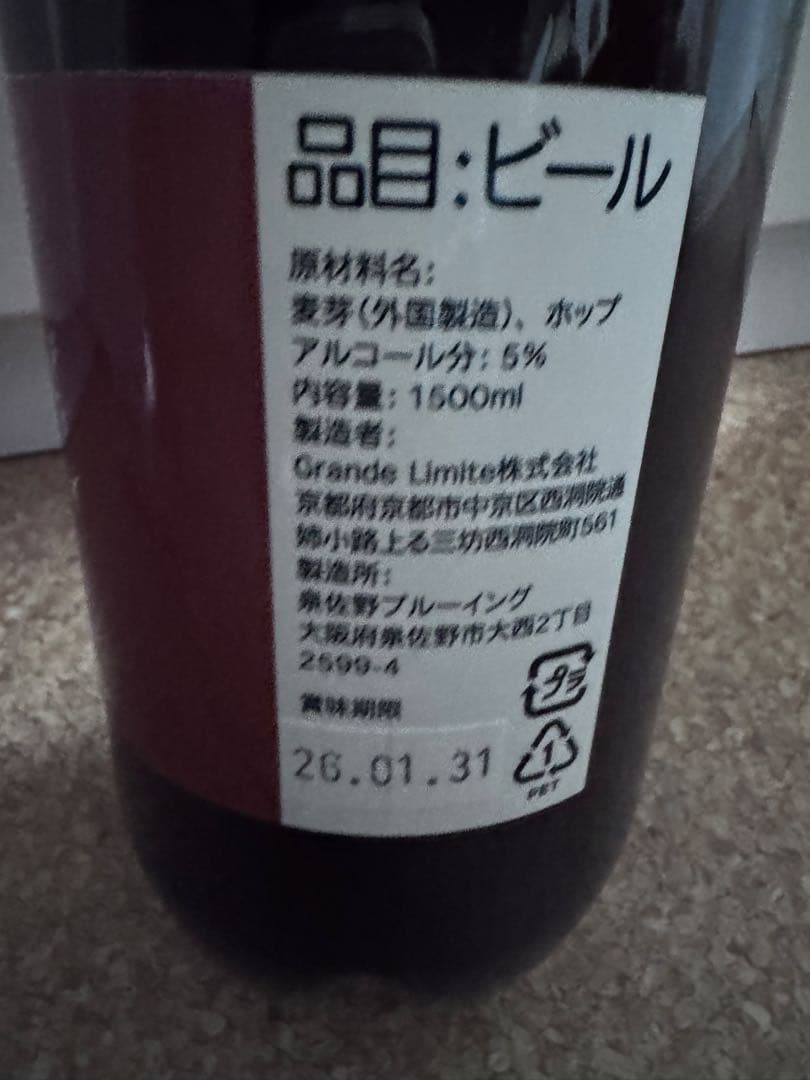 品目:ビール
原材料名:
麦芽(外国製造)、ホップ
アルコール分: 5%
内容量: 1500ml
製造者:
Grande Limite株式会社
京都府京都市中京区西洞院通
姉小路上る三坊西洞院町561
製造所:
泉佐野ブルーイング
大阪府泉佐野市大西2丁目
2599-4
プラ
賞味期限
26.01.31
1
PET